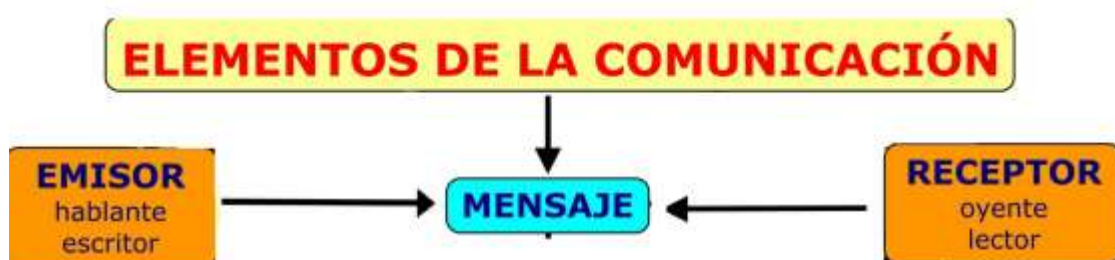 ELEMENTOS DE LA COMUNICACIÓN
EMISOR
hablante
escritor
MENSAJE
RECEPTOR
oyente
lector